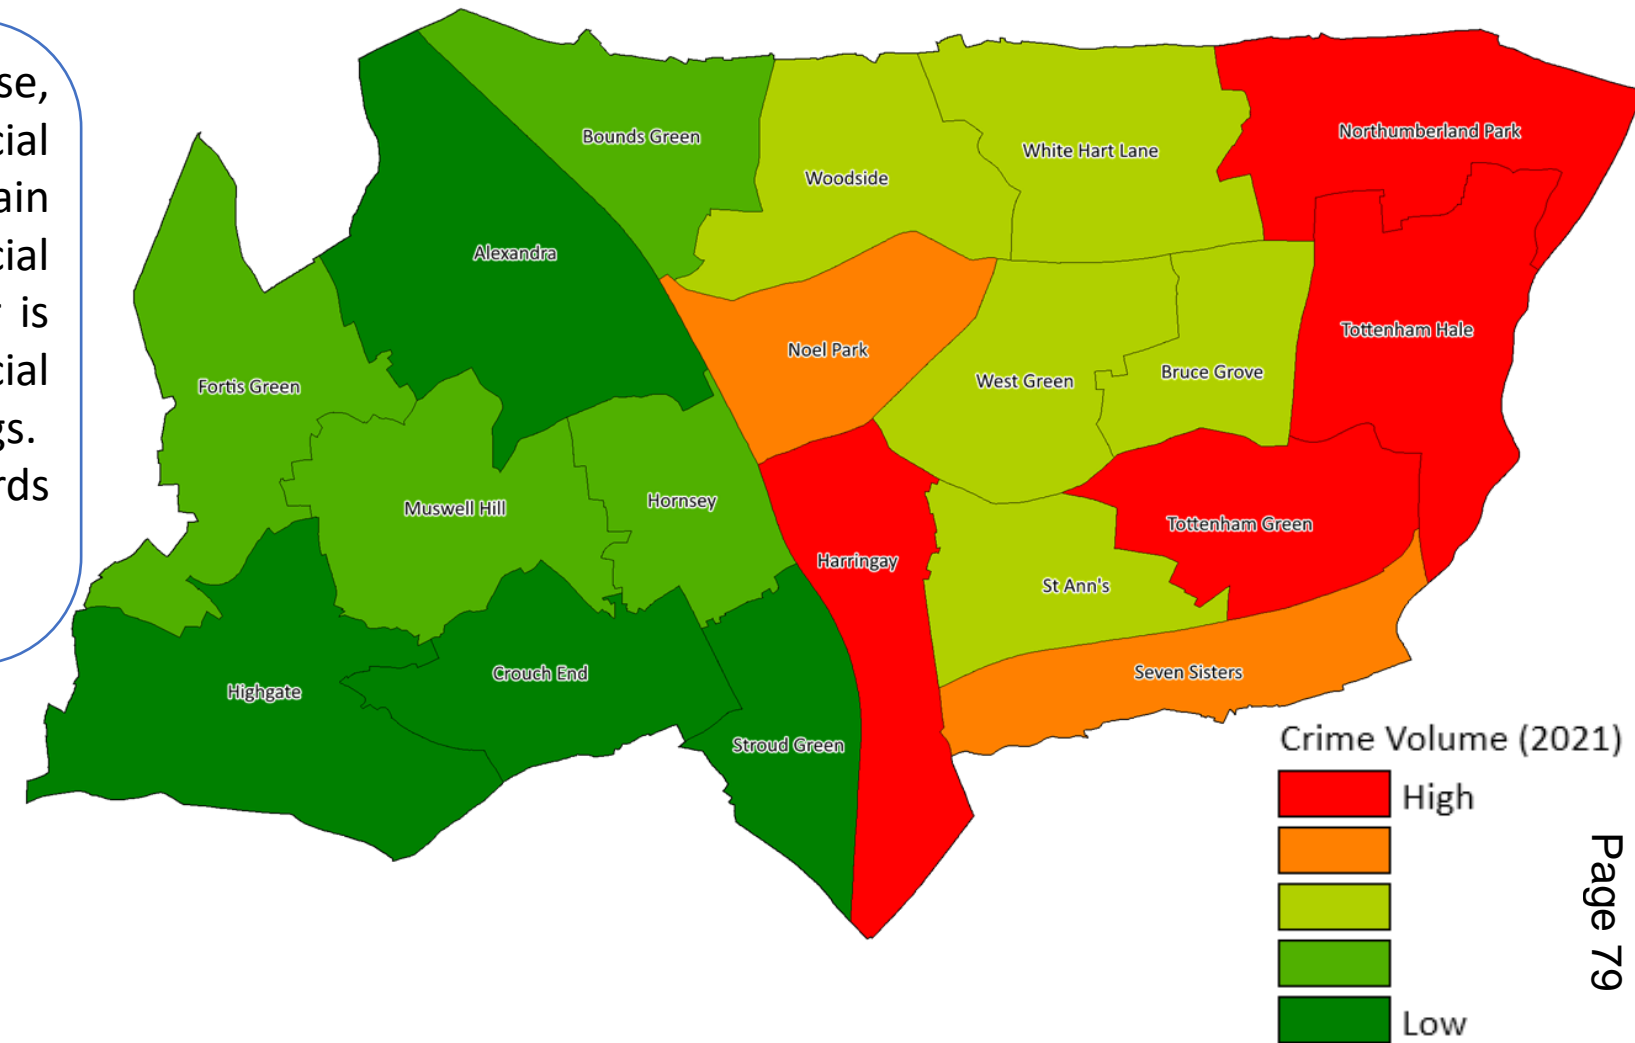 se,
cial
ain
cial
is
cial
gs.
rds
Bounds Green
Northumberland Park
White Hart Lane
Woodside
Alexandra
Tottenham Hale
Noel Park
Bruce Grove
West Green
Fortis Green
Hornsey
Muswell Hill
Tottenham Green
Harringay
St Ann's
Seven Sisters
Crouch End
Highgate
Stroud Green
Crime Volume (2021)
High
Low
Page 79